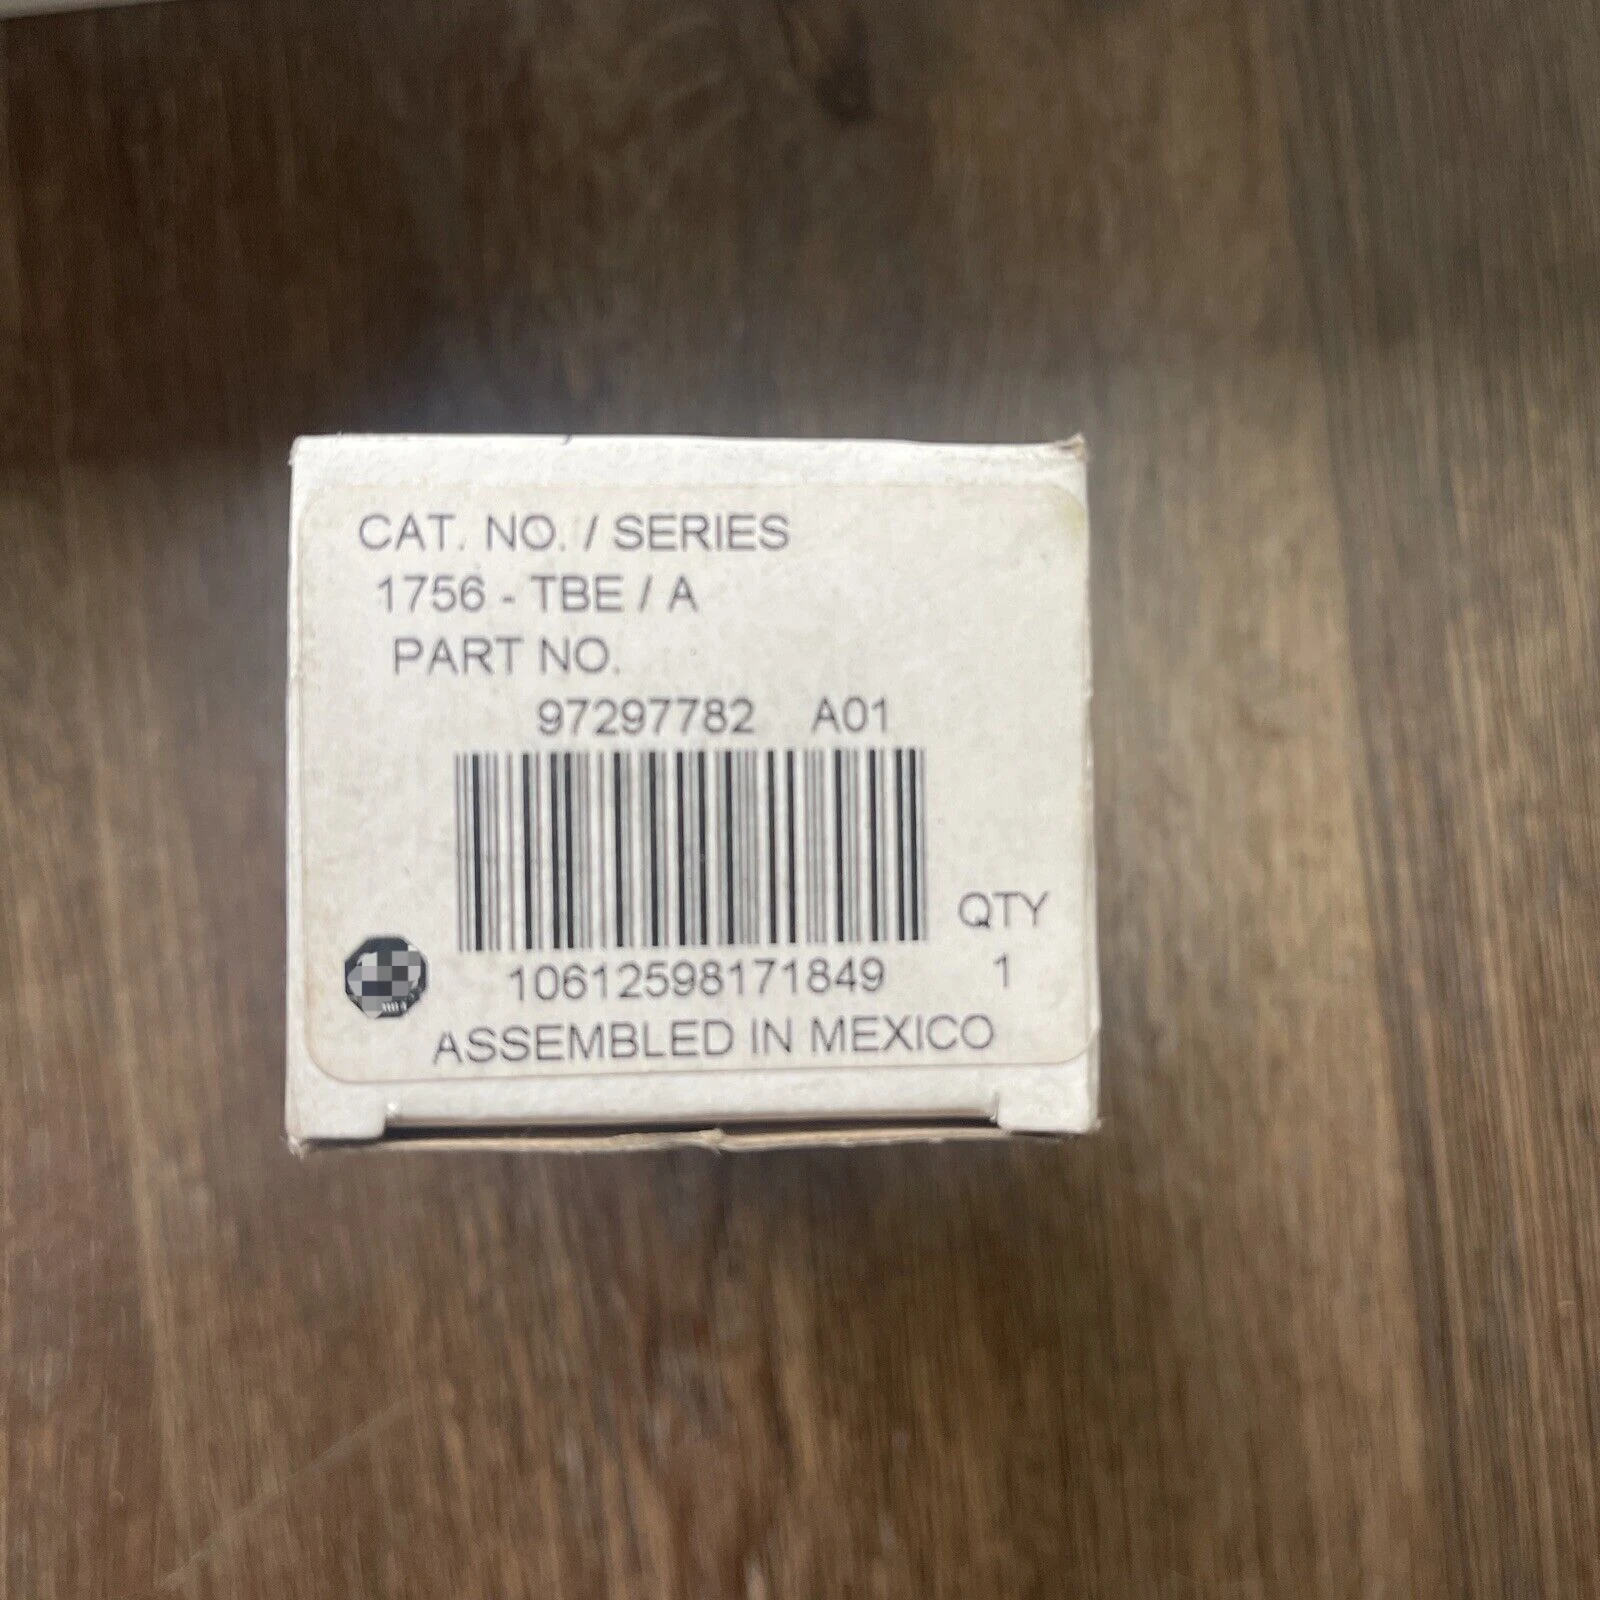 CAT. NO. / SERIES
1756 - TBE / A
PART NO.
97297782 A01
QTY
10612598171849 1
ASSEMBLED IN MEXICO